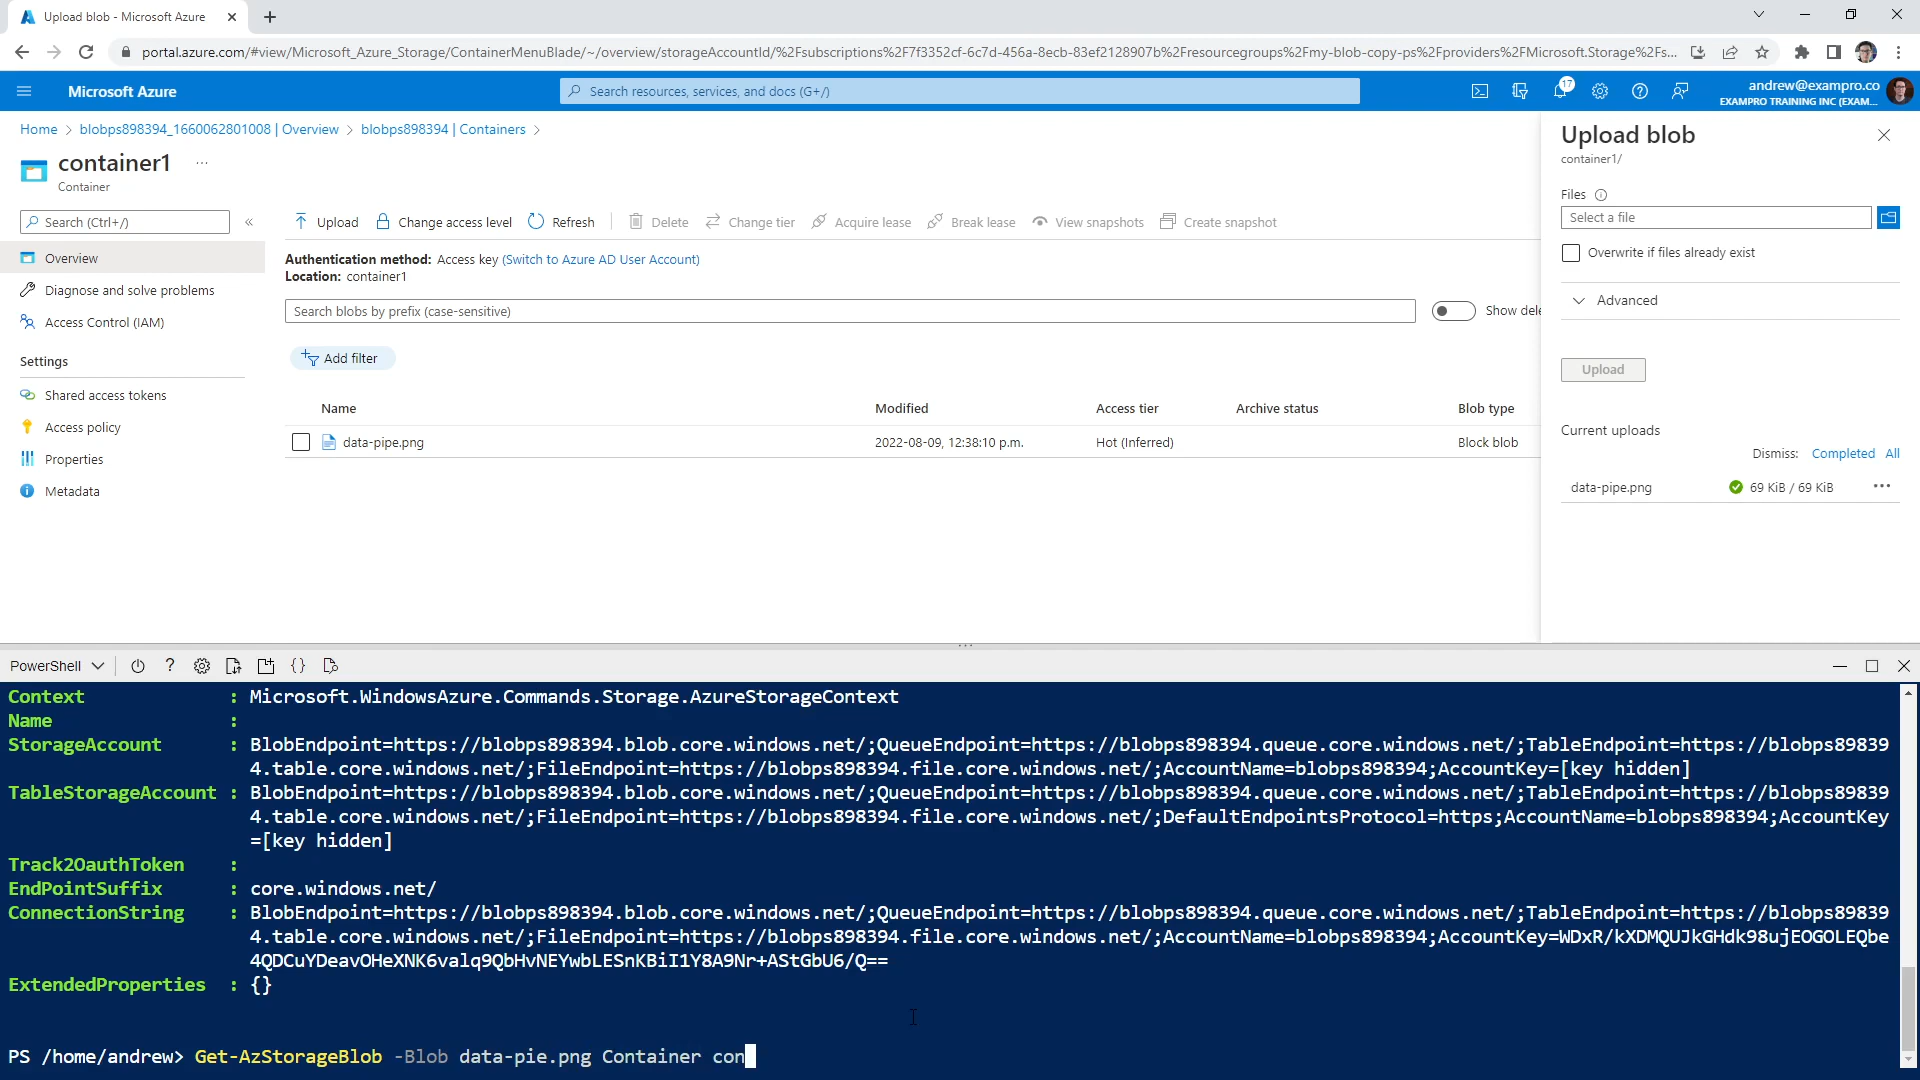 Upload blob - Microsoft Azure
portal.azure.com/#view/Microsoft_Azure_Storage/ContainerMenuBlade/~/overview/storageAccountId/%2Fsubscriptions%2F7f3352cf-6c7d-456a-8ecb-83ef2128907b%2Fresourcegroups%2Fmy-blob-copy-ps%2Fproviders%2FMicrosoft.Storage%2Fs...
Microsoft Azure
Search resources, services, and docs (G+/)
17
andrew@exampro.co
EXAMPRO TRAINING INC (EXAM...
Home > blobps898394_1660062801008 | Overview > blobps898394 | Containers >
container1 ...
Container
Search (Ctrl+/)
«
Overview
Diagnose and solve problems
Access Control (IAM)
Settings
Shared access tokens
Access policy
Properties
Metadata
Upload
Change access level
Refresh
Delete
Change tier
Acquire lease
Break lease
View snapshots
Create snapshot
Authentication method: Access key (Switch to Azure AD User Account)
Location: container1
Search blobs by prefix (case-sensitive)
Show dele
Add filter
Name Modified Access tier Archive status Blob type
data-pipe.png 2022-08-09, 12:38:10 p.m. Hot (Inferred) Block blob
Upload blob
container1/
Files
Select a file
Overwrite if files already exist
Advanced
Upload
Current uploads
Dismiss: Completed All
data-pipe.png 69 KiB / 69 KiB ...
PowerShell
Context : Microsoft.WindowsAzure.Commands.Storage.AzureStorageContext
Name :
StorageAccount : BlobEndpoint=https://blobps898394.blob.core.windows.net/;QueueEndpoint=https://blobps898394.queue.core.windows.net/;TableEndpoint=https://blobps89839
4.table.core.windows.net/;FileEndpoint=https://blobps898394.file.core.windows.net/;AccountName=blobps898394;AccountKey=[key hidden]
TableStorageAccount : BlobEndpoint=https://blobps898394.blob.core.windows.net/;QueueEndpoint=https://blobps898394.queue.core.windows.net/;TableEndpoint=https://blobps89839
4.table.core.windows.net/;FileEndpoint=https://blobps898394.file.core.windows.net/;DefaultEndpointsProtocol=https;AccountName=blobps898394;AccountKey
=[key hidden]
Track2OauthToken :
EndPointSuffix : core.windows.net/
ConnectionString : BlobEndpoint=https://blobps898394.blob.core.windows.net/;QueueEndpoint=https://blobps898394.queue.core.windows.net/;TableEndpoint=https://blobps89839
4.table.core.windows.net/;FileEndpoint=https://blobps898394.file.core.windows.net/;AccountName=blobps898394;AccountKey=WDxR/kXDMQUJkGHdk98ujEOGOLEQbe
4QDCuYDeavOHeXNK6valq9QbHvNEYwbLESnKBiI1Y8A9Nr+AStGbU6/Q==
ExtendedProperties : {}
PS /home/andrew> Get-AzStorageBlob -Blob data-pie.png Container con